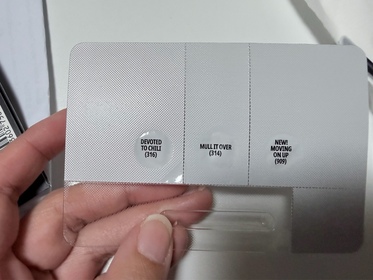 DEVOTED
TO CHILI
(316)
MULL IT OVER
(314)
NEW!
MOVING
ON UP
(909)